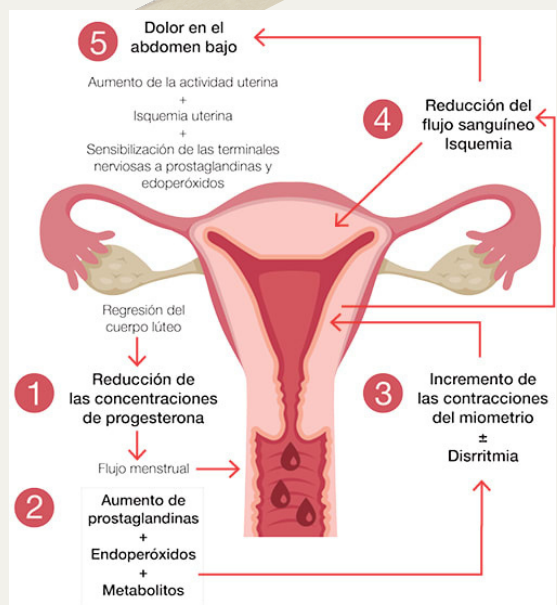 5
Dolor en el
abdomen bajo
Aumento de la actividad uterina
+
Isquemia uterina
+
Sensibilización de las terminales
nerviosas a prostaglandinas y
edoperóxidos
4
Reducción del
flujo sanguíneo
Isquemia
Regresión del
cuerpo lúteo
1
Reducción de
las concentraciones
de progesterona
Flujo menstrual
2
Aumento de
prostaglandinas
+
Endoperóxidos
+
Metabolitos
3
Incremento de
las contracciones
del miometrio
±
Disrritmia